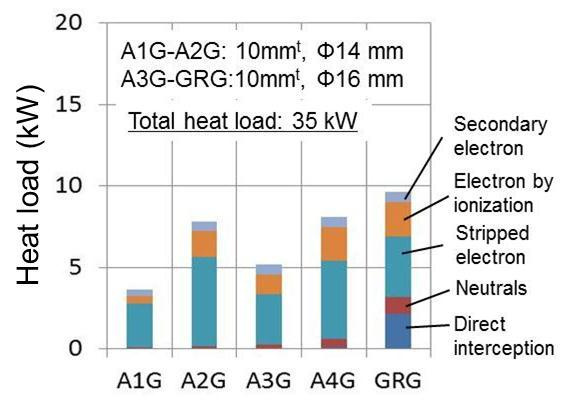 20
A1G-A2G: 10mmᵗ, Φ14 mm
A3G-GRG:10mmᵗ, Φ16 mm
15
Total heat load: 35 kW
Heat load (kW)
Secondary
electron
10
Electron by
ionization
Stripped
electron
5
Neutrals
Direct
interception
0
A1G A2G A3G A4G GRG